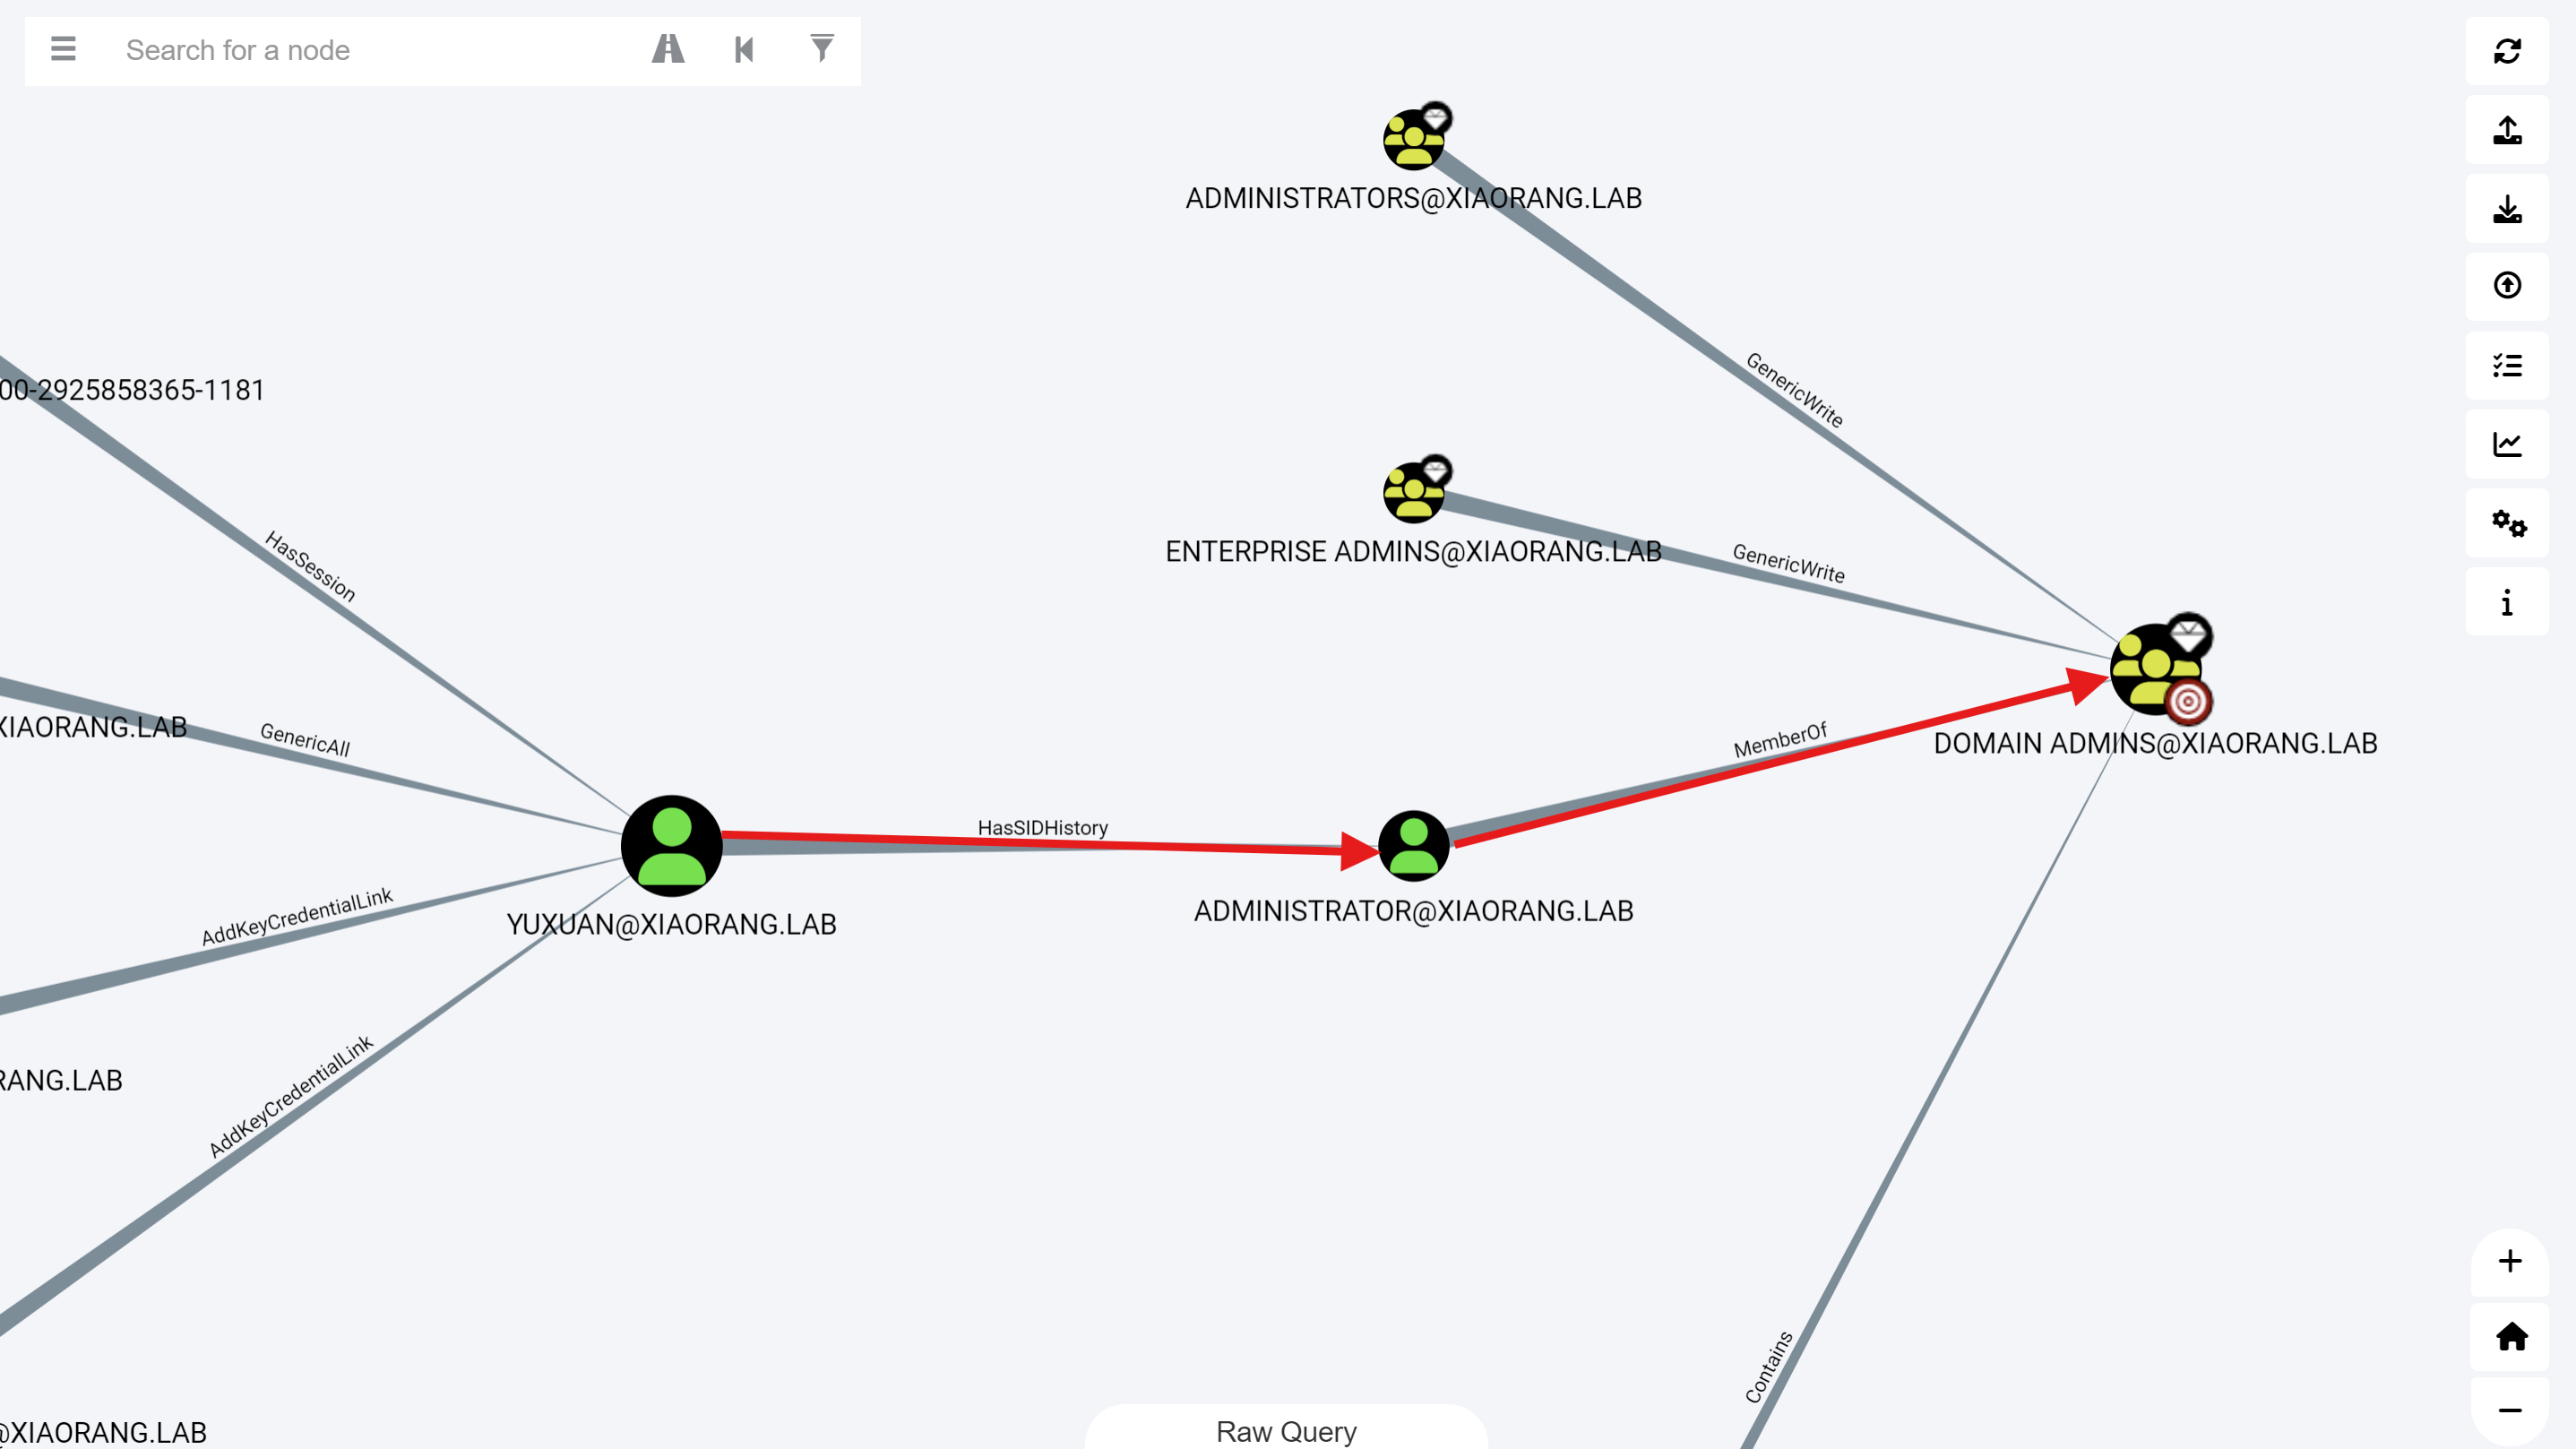 Search for a node
ADMINISTRATORS@XIAORANG.LAB
GenericWrite
00-2925858365-1181
ENTERPRISE ADMINS@XIAORANG.LAB
GenericWrite
HasSession
XIAORANG.LAB
GenericAll
MemberOf
DOMAIN ADMINS@XIAORANG.LAB
HasSIDHistory
AddKeyCredentialLink
YUXUAN@XIAORANG.LAB
ADMINISTRATOR@XIAORANG.LAB
AddKeyCredentialLink
RANG.LAB
Contains
@XIAORANG.LAB
Raw Query